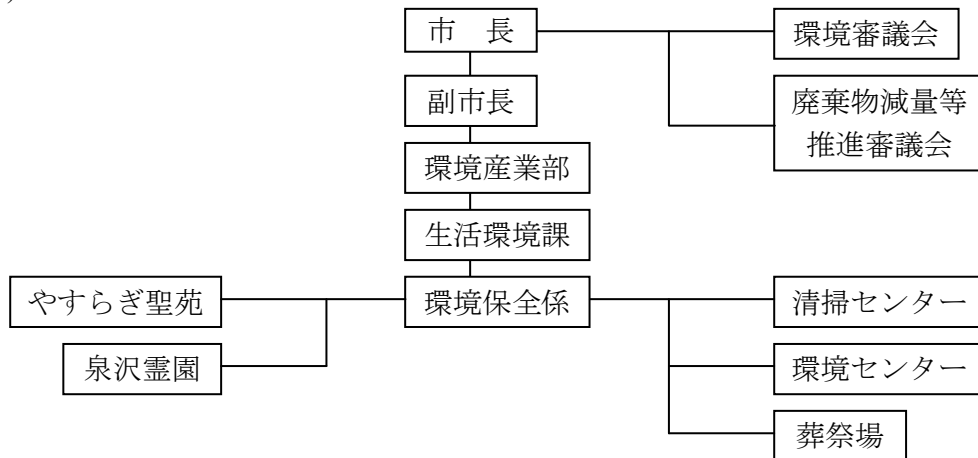 市　長
環境審議会
副市長
廃棄物減量等
推進審議会
環境産業部
生活環境課
やすらぎ聖苑
環境保全係
清掃センター
泉沢霊園
環境センター
葬祭場